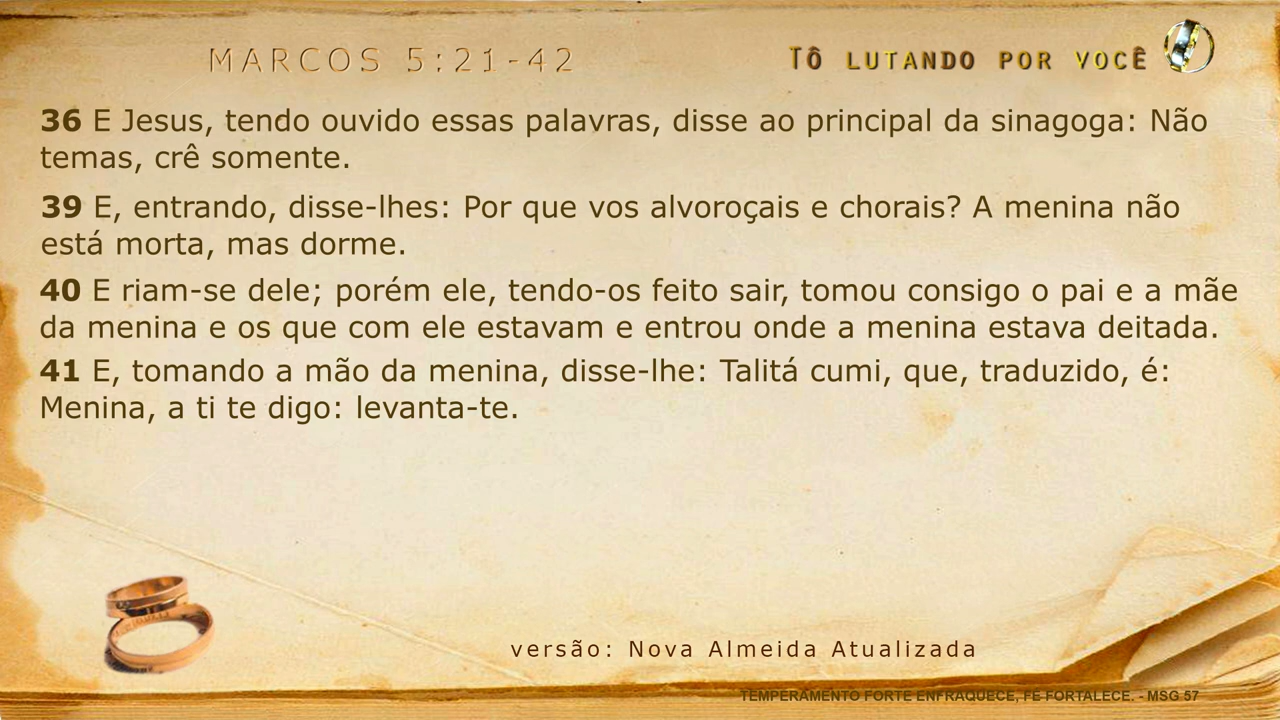 MARCOS 5:21-42
TÔ LUTANDO POR VOCÊ
36 E Jesus, tendo ouvido essas palavras, disse ao principal da sinagoga: Não
temas, crê somente.
39 E, entrando, disse-lhes: Por que vos alvoroçais e chorais? A menina não
está morta, mas dorme.
40 E riam-se dele; porém ele, tendo-os feito sair, tomou consigo o pai e a mãe
da menina e os que com ele estavam e entrou onde a menina estava deitada.
41 E, tomando a mão da menina, disse-lhe: Talitá cumi, que, traduzido, é:
Menina, a ti te digo: levanta-te.
versão: Nova Almeida Atualizada
TEMPERAMENTO FORTE ENFRAQUECE, FÉ FORTALECE. - MSG 57